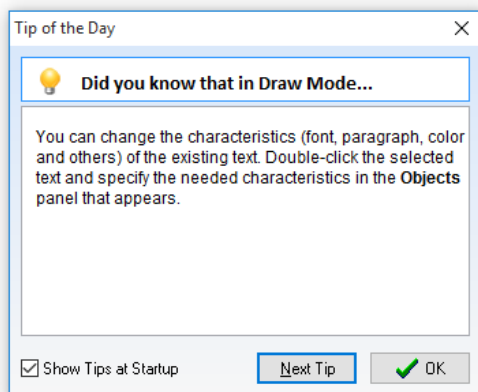 Tip of the Day
Did you know that in Draw Mode...
You can change the characteristics (font, paragraph, color
and others) of the existing text. Double-click the selected
text and specify the needed characteristics in the Objects
panel that appears.
Show Tips at Startup
Next Tip
OK